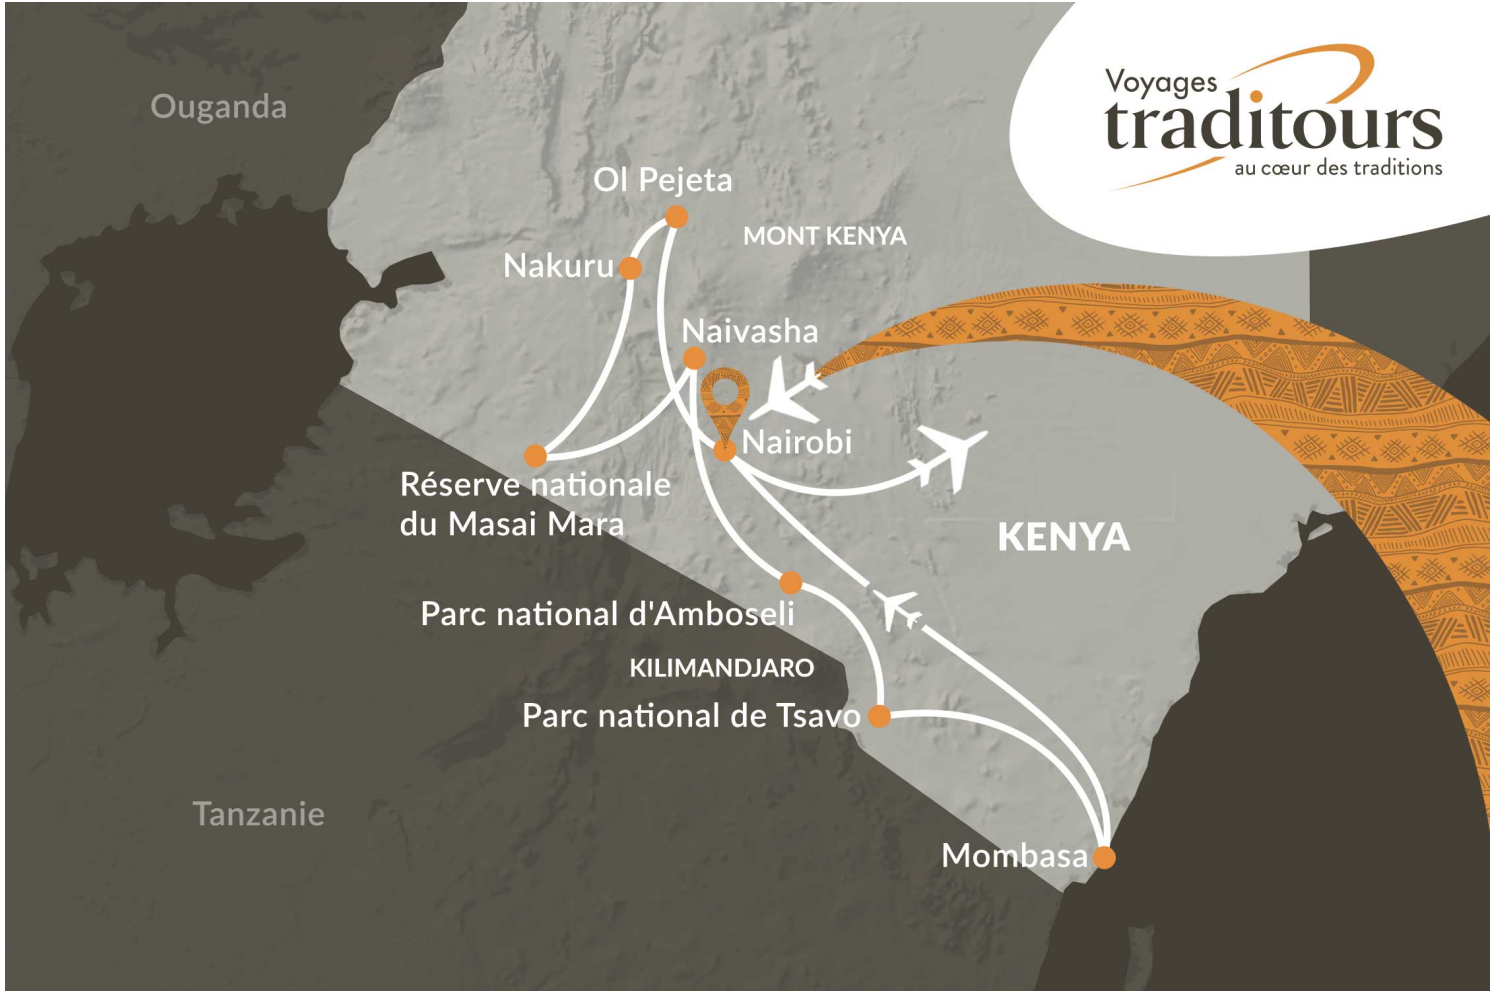 Voyages
traditours
au cœur des traditions
Ouganda
Ol Pejeta
MONT KENYA
Nakuru
Naivasha
Nairobi
Réserve nationale
du Masai Mara
KENYA
Parc national d'Amboseli
KILIMANDJARO
Parc national de Tsavo
Tanzanie
Mombasa